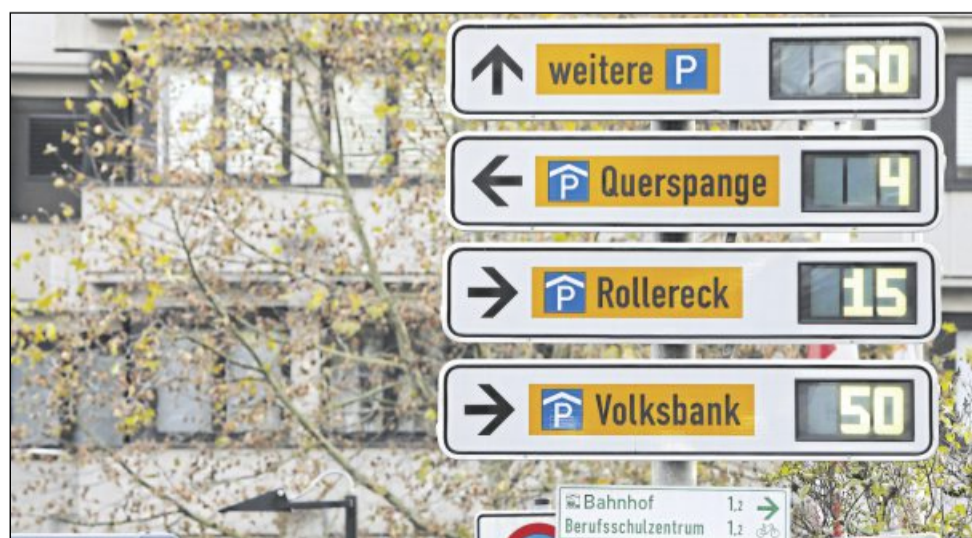 weitere P 60
P Querspange 4
P Rollereck 15
P Volksbank 50
Bahnhof 1,2
Berufsschulzentrum 1,2